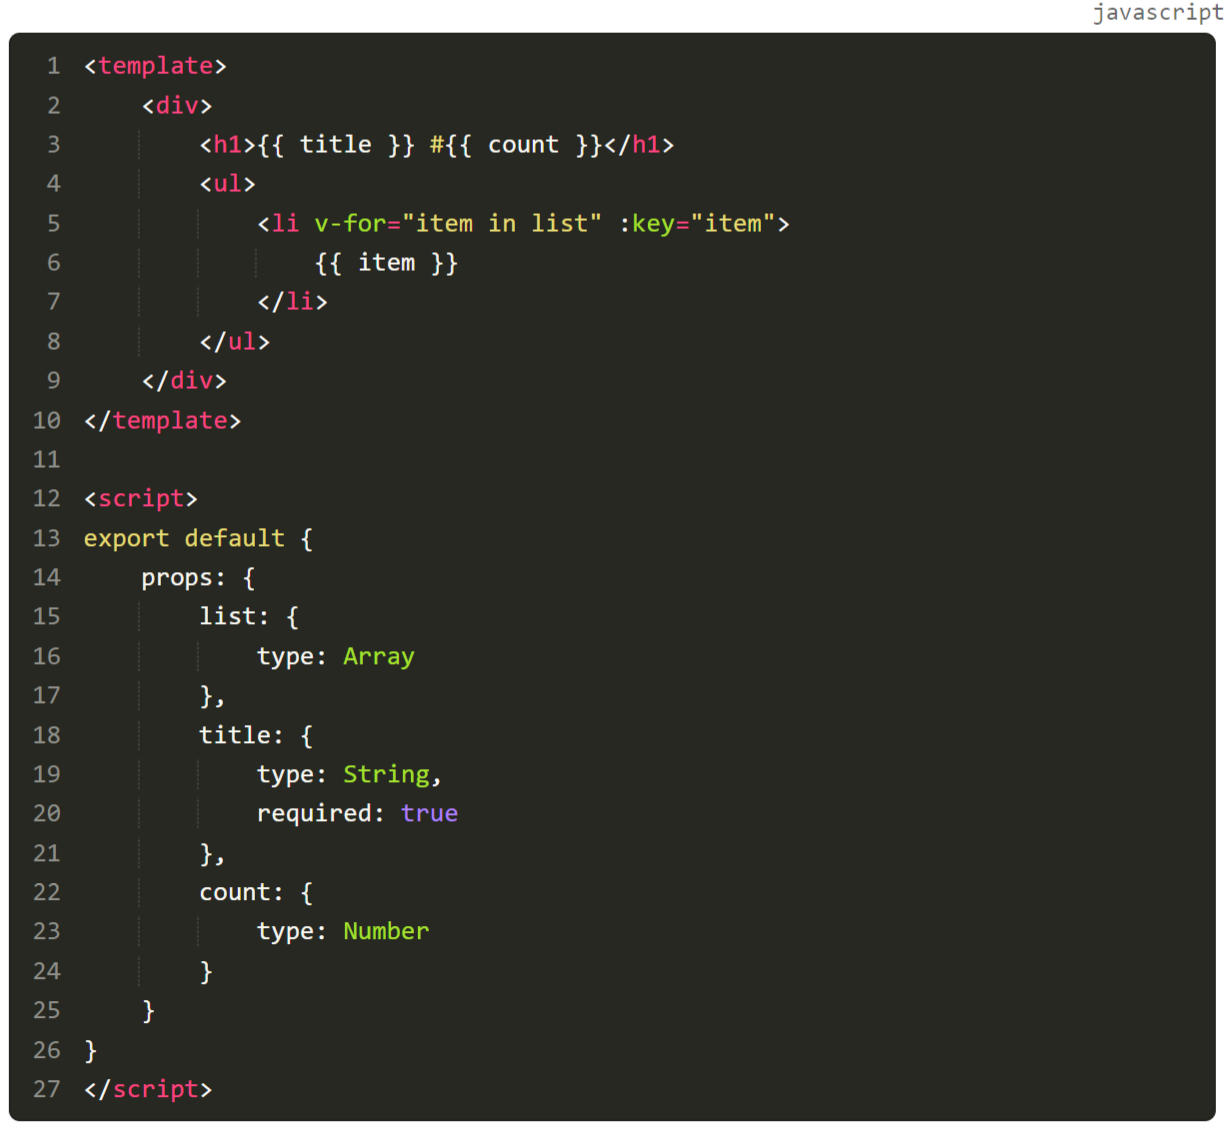 javascript
1 <template>
2     <div>
3         <h1>{{ title }} #{{ count }}</h1>
4         <ul>
5             <li v-for="item in list" :key="item">
6                 {{ item }}
7             </li>
8         </ul>
9     </div>
10 </template>
11
12 <script>
13 export default {
14     props: {
15         list: {
16             type: Array
17         },
18         title: {
19             type: String,
20             required: true
21         },
22         count: {
23             type: Number
24         }
25     }
26 }
27 </script>